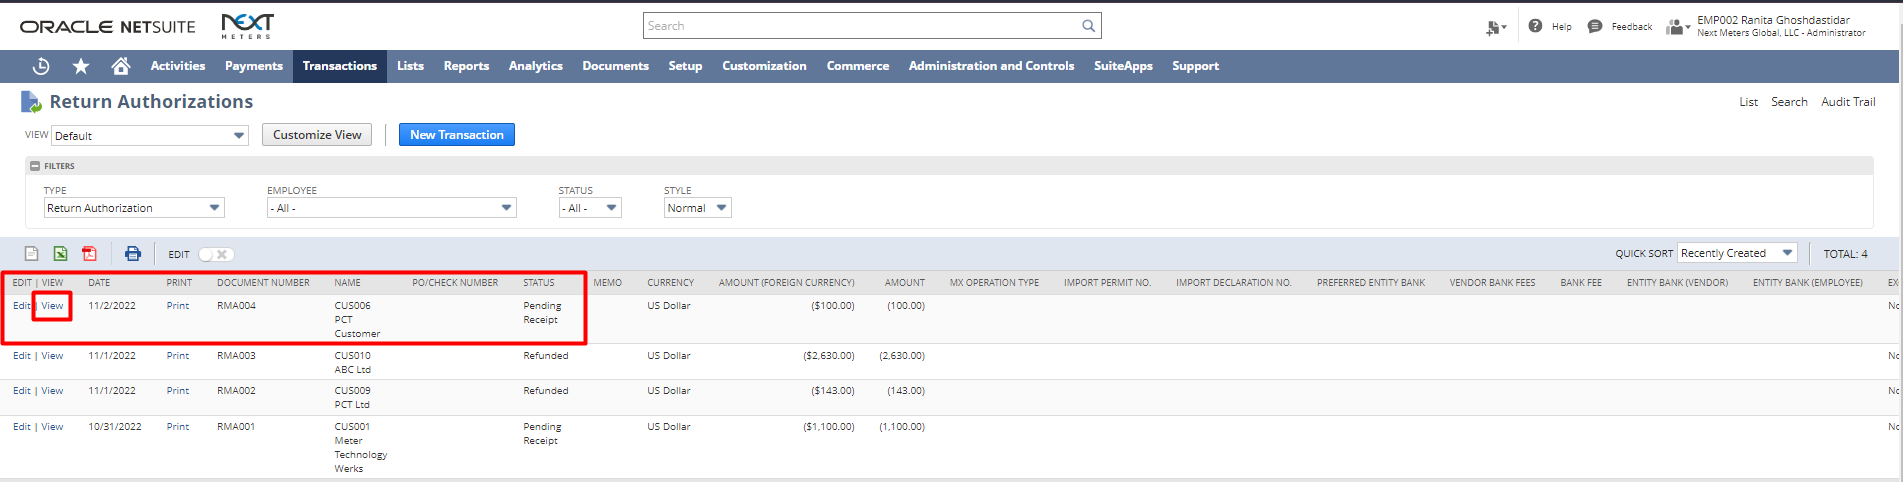 ORACLE NETSUITE
NEXT
METERS
Search
Help
Feedback
EMP002 Ranita Ghoshdastidar
Next Meters Global, LLC - Administrator
Activities Payments Transactions Lists Reports Analytics Documents Setup Customization Commerce Administration and Controls SuiteApps Support
Return Authorizations
List Search Audit Trail
VIEW Default Customize View New Transaction
FILTERS
TYPE EMPLOYEE STATUS STYLE
Return Authorization - All - - All - Normal
EDIT QUICK SORT Recently Created TOTAL: 4
EDIT | VIEW DATE PRINT DOCUMENT NUMBER NAME PO/CHECK NUMBER STATUS MEMO CURRENCY AMOUNT (FOREIGN CURRENCY) AMOUNT MX OPERATION TYPE IMPORT PERMIT NO. IMPORT DECLARATION NO. PREFERRED ENTITY BANK VENDOR BANK FEES BANK FEE ENTITY BANK (VENDOR) ENTITY BANK (EMPLOYEE)
Edit | View 11/2/2022 Print RMA004 CUS006 Pending US Dollar ($100.00) (100.00)
PCT Receipt
Customer
Edit | View 11/1/2022 Print RMA003 CUS010 Refunded US Dollar ($2,630.00) (2,630.00)
ABC Ltd
Edit | View 11/1/2022 Print RMA002 CUS009 Refunded US Dollar ($143.00) (143.00)
PCT Ltd
Edit | View 10/31/2022 Print RMA001 CUS001 Pending US Dollar ($1,100.00) (1,100.00)
Meter Receipt
Technology
Werks